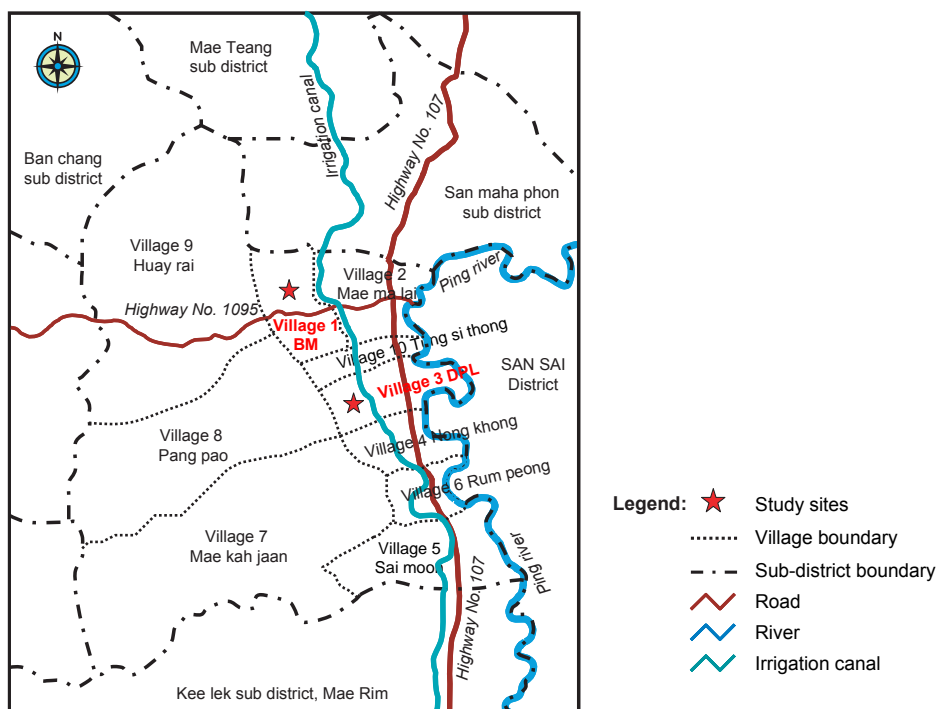 N
Mae Teang
sub district
Irrigation canal
Highway No. 107
Ban chang
sub district
San maha phon
sub district
Village 9
Huay rai
Village 2
Mae ma lai
Ping river
Highway No. 1095
Village 1
BM
Village 10 Tung si thong
SAN SAI
District
Village 3 DPL
Village 8
Pang pao
Village 4 Nong khong
Village 6 Rum peong
Village 7
Mae kah jaan
Village 5
Sai moon
Highway No.107
Ping river
Kee lek sub district, Mae Rim
Legend:
Study sites
Village boundary
Sub-district boundary
Road
River
Irrigation canal